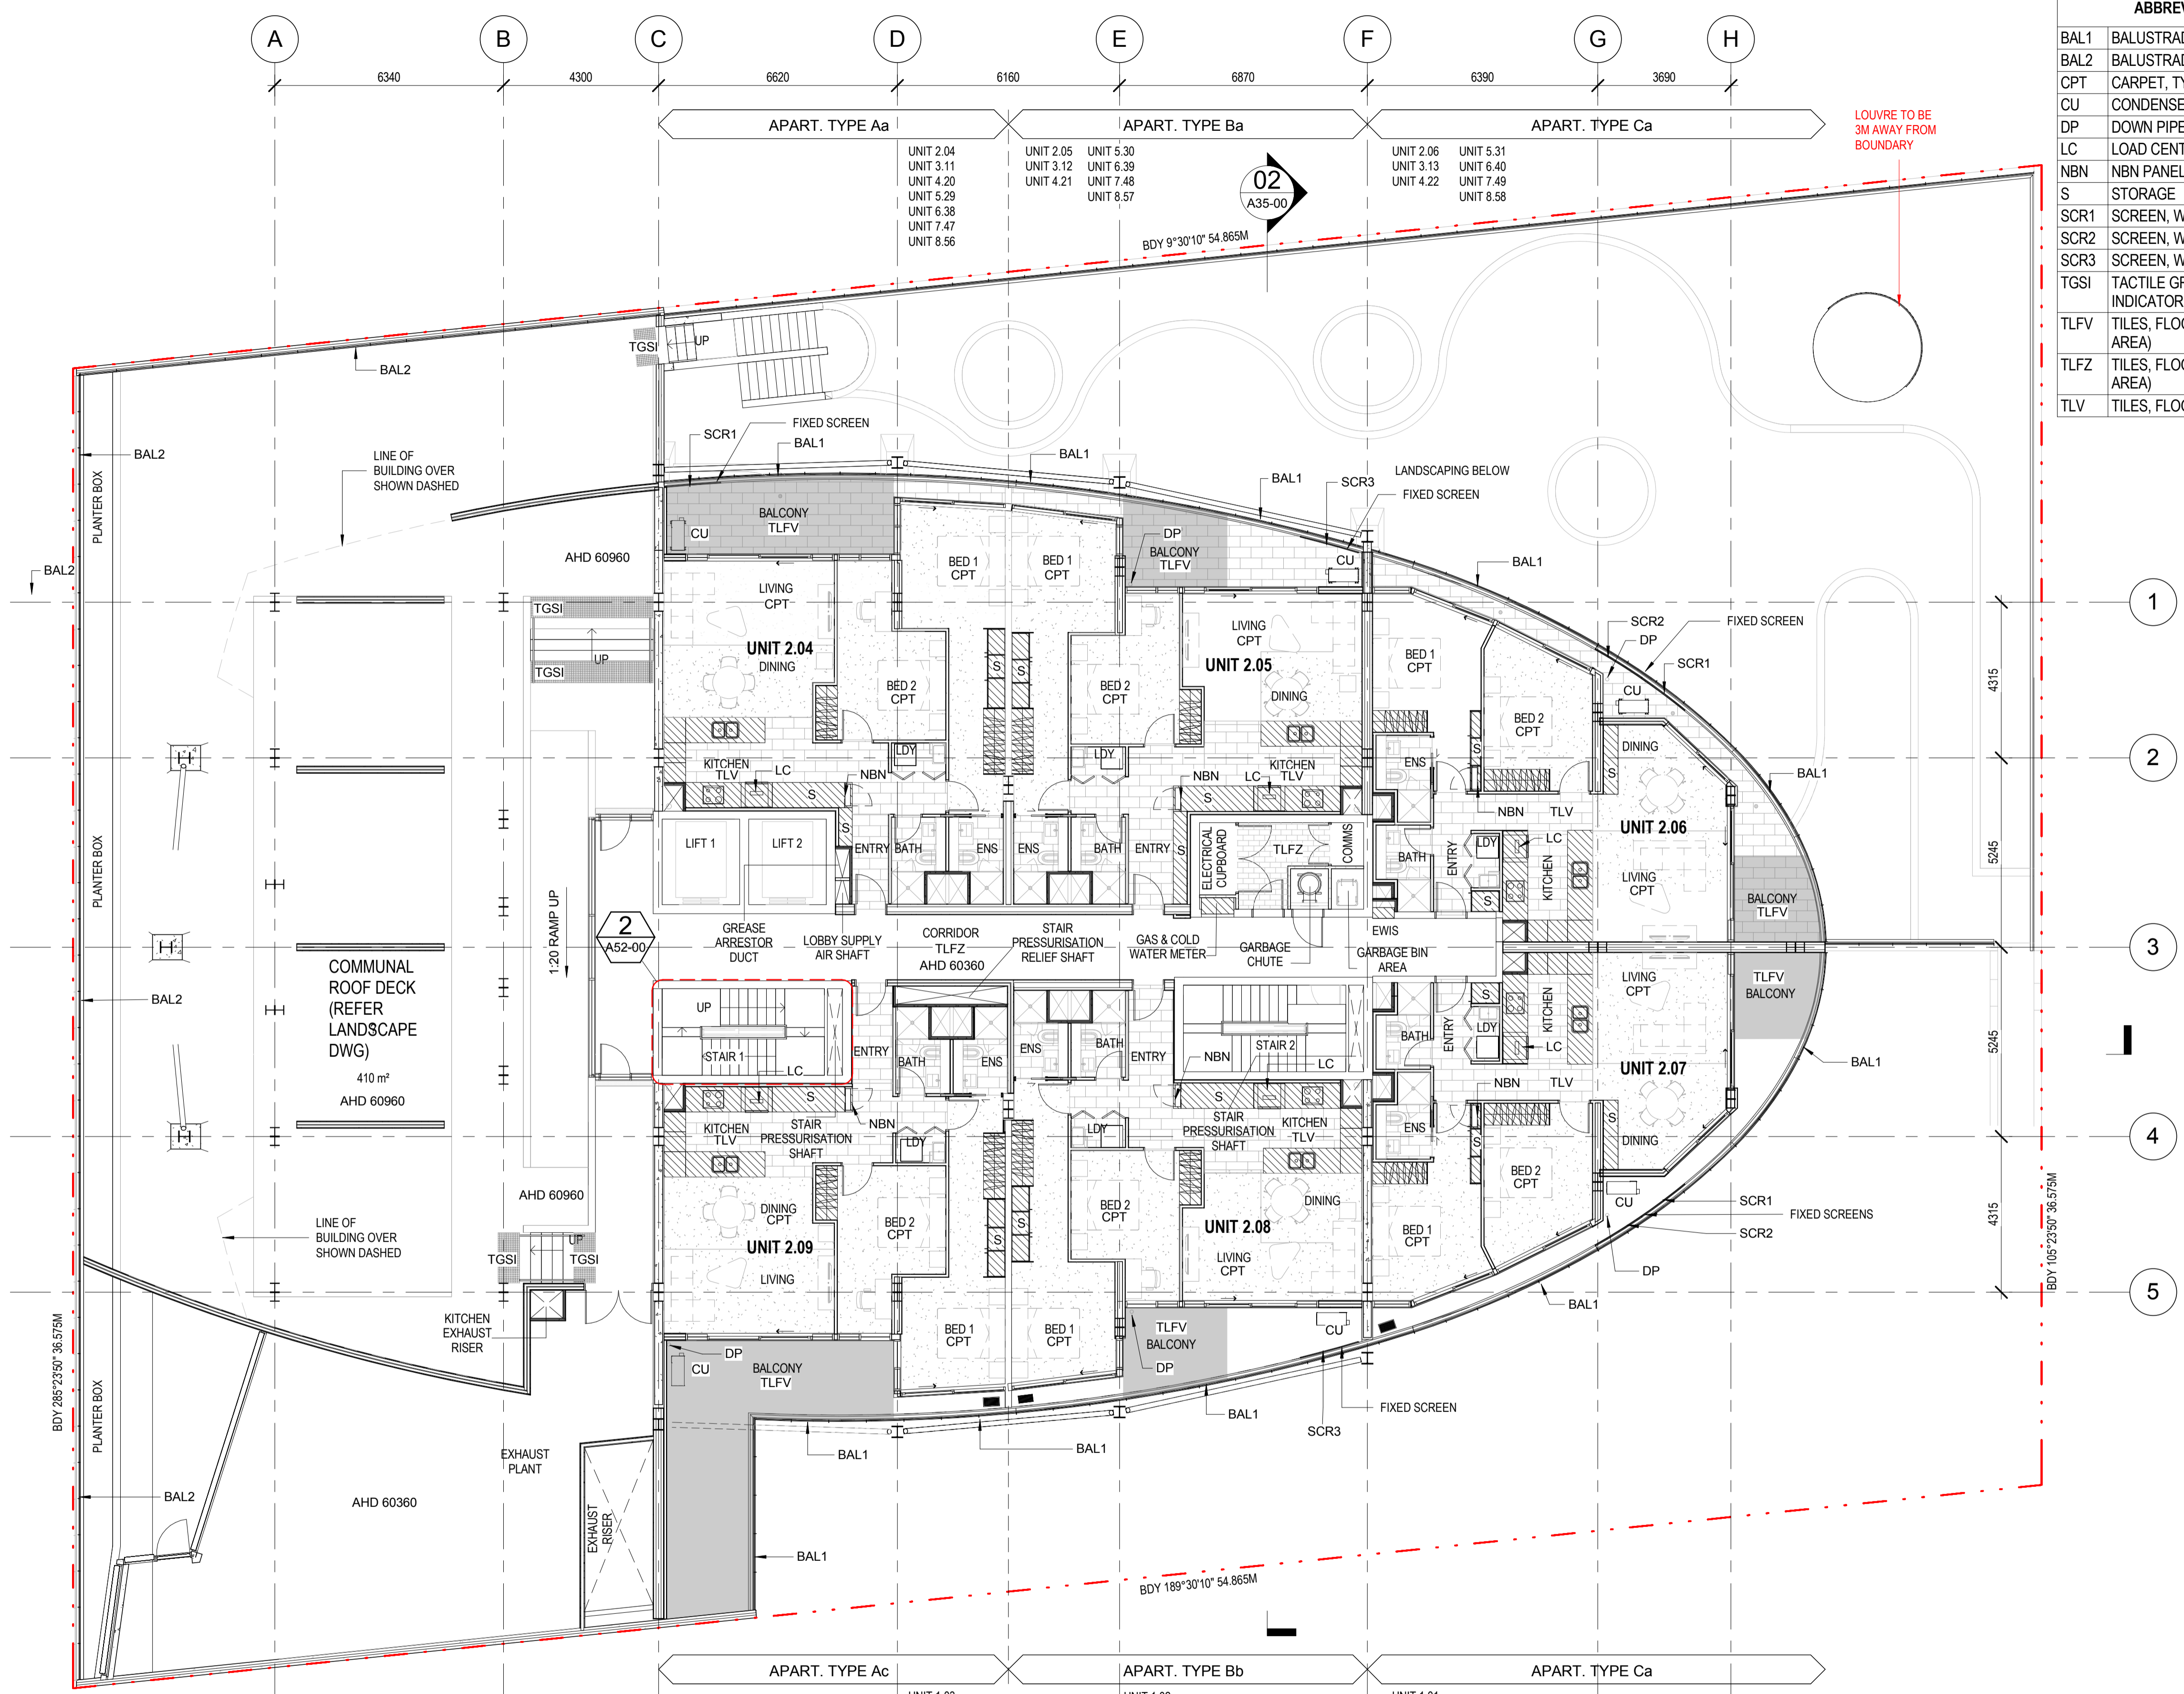 A
B
C
D
E
F
G
H
6340
4300
6620
6160
6870
6390
3690
APART. TYPE Aa
APART. TYPE Ba
APART. TYPE Ca
UNIT 2.04
UNIT 3.11
UNIT 4.20
UNIT 5.29
UNIT 6.38
UNIT 7.47
UNIT 8.56
UNIT 2.05 UNIT 5.30
UNIT 3.12 UNIT 6.39
UNIT 4.21 UNIT 7.48
UNIT 8.57
UNIT 2.06 UNIT 5.31
UNIT 3.13 UNIT 6.40
UNIT 4.22 UNIT 7.49
UNIT 8.58
02
A35-00
LOUVRE TO BE
3M AWAY FROM
BOUNDARY
BAL1
BAL2
CPT CARPET,
CU
DP DOWN PIPE
LC LOAD
NBN NBN PANEL
S STORAGE
SCR1 SCREEN,
SCR2 SCREEN,
SCR3 SCREEN,
TGSI TACTILE
INDICATOR
TLFV TILES,
AREA)
TLFZ TILES,
AREA)
TLV TILES,
BDY 9°30'10" 54.865M
TGSI
UP
BAL2
BAL2
PLANTER BOX
LINE OF
BUILDING OVER
SHOWN DASHED
SCR1
FIXED SCREEN
BAL1
BAL1
BAL1
SCR3
LANDSCAPING BELOW
FIXED SCREEN
BAL1
BAL2
AHD 60960
BALCONY
TLFV
CU
BED 1
CPT
BED 1
CPT
DP
BALCONY
TLFV
CU
1
TGSI
UP
TGSI
LIVING
CPT
UNIT 2.04
DINING
BED 2
CPT
S
S
BED 2
CPT
LIVING
CPT
UNIT 2.05
DINING
BED 1
CPT
BED 2
CPT
SCR2
DP
FIXED SCREEN
SCR1
CU
4315
2
H
KITCHEN
TLV
LC
S
NBN
LDY
LDY
NBN
LC
KITCHEN
TLV
S
ENS
S
NBN
TLV
DINING
S
BAL1
UNIT 2.06
PLANTER BOX
LIFT 1
LIFT 2
S
ENTRY
BATH
ENS
ENS
BATH
ENTRY
S
ELECTRICAL
CUPBOARD
TLFZ
COMMS
BATH
ENTRY
LDY
S
LC
KITCHEN
LIVING
CPT
BALCONY
TLFV
5245
1:20 RAMP UP
2
A52-00
GREASE
ARRESTOR
DUCT
LOBBY SUPPLY
AIR SHAFT
CORRIDOR
TLFZ
AHD 60360
STAIR
PRESSURISATION
RELIEF SHAFT
GAS & COLD
WATER METER
GARBAGE
CHUTE
EWIS
GARBAGE BIN
AREA
3
H
COMMUNAL
ROOF DECK
(REFER
LANDSCAPE
DWG)
410 m²
AHD 60960
BAL2
UP
STAIR 1
LC
ENTRY
BATH
ENS
ENS
BATH
ENTRY
NBN
STAIR 2
LC
BATH
ENTRY
S
LDY
KITCHEN
LC
LIVING
CPT
TLFV
BALCONY
UNIT 2.07
BAL1
5245
NBN
TLV
H
KITCHEN
TLV
S
STAIR
PRESSURISATION
SHAFT
NBN
LDY
LDY
S
STAIR
PRESSURISATION
SHAFT
KITCHEN
TLV
ENS
S
S
DINING
4
AHD 60960
LINE OF
BUILDING OVER
SHOWN DASHED
TGSI
UP
TGSI
DINING
CPT
UNIT 2.09
LIVING
BED 2
CPT
S
S
BED 2
CPT
DINING
UNIT 2.08
LIVING
CPT
BED 1
CPT
BED 2
CPT
CU
SCR1
FIXED SCREENS
SCR2
DP
BAL1
4315
BDY 105°23'50" 36.575M
5
KITCHEN
EXHAUST
RISER
DP
CU
BALCONY
TLFV
BED 1
CPT
BED 1
CPT
TLFV
BALCONY
DP
CU
BAL1
FIXED SCREEN
SCR3
BAL1
BAL1
BDY 285°23'50" 36.575M
PLANTER BOX
EXHAUST
PLANT
BAL2
AHD 60360
EXHAUST
RISER
BAL1
BDY 189°30'10" 54.865M
APART. TYPE Ac
APART. TYPE Bb
APART. TYPE Ca